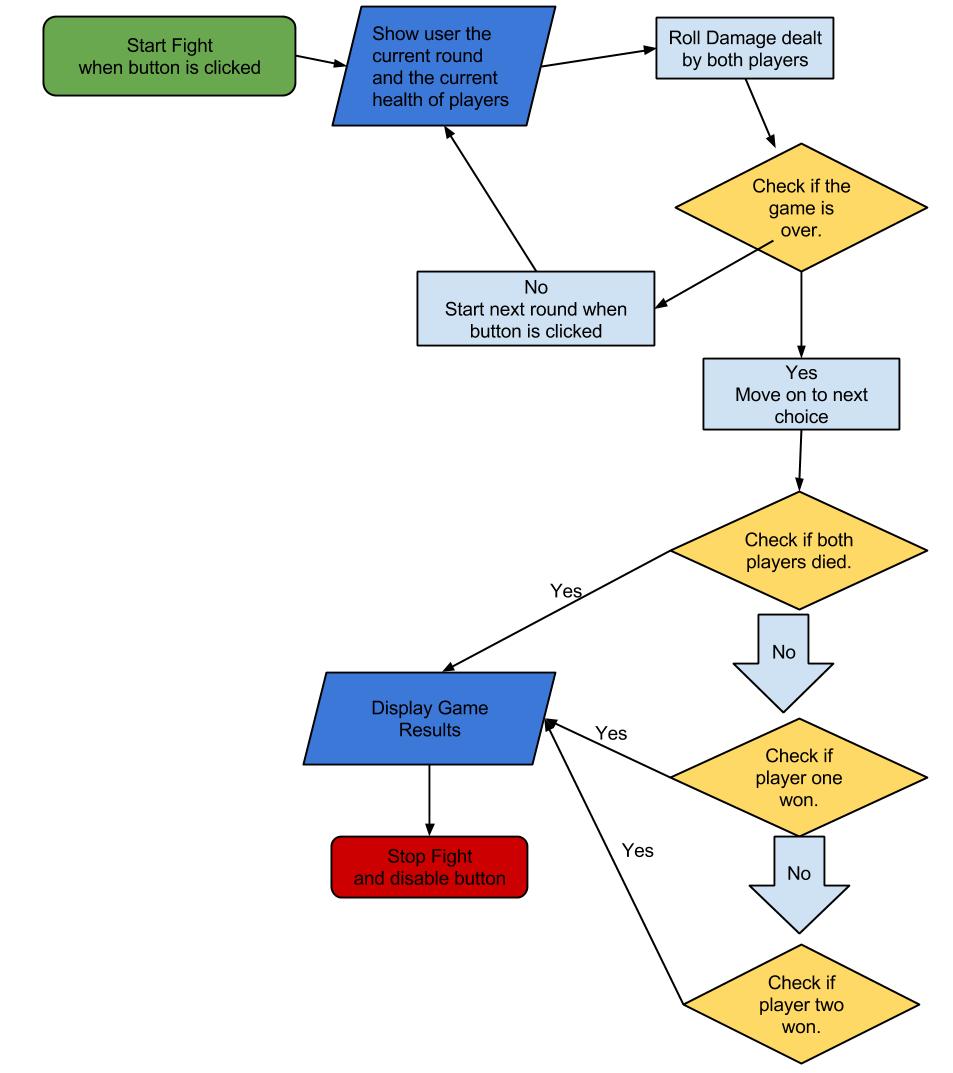 Start Fight
when button is clicked
Show user the
current round
and the current
health of players
Roll Damage dealt
by both players
Check if the
game is
over.
No
Start next round when
button is clicked
Yes
Move on to next
choice
Check if both
players died.
Yes
No
Display Game
Results
Yes
Check if
player one
won.
Yes
Stop Fight
and disable button
No
Check if
player two
won.